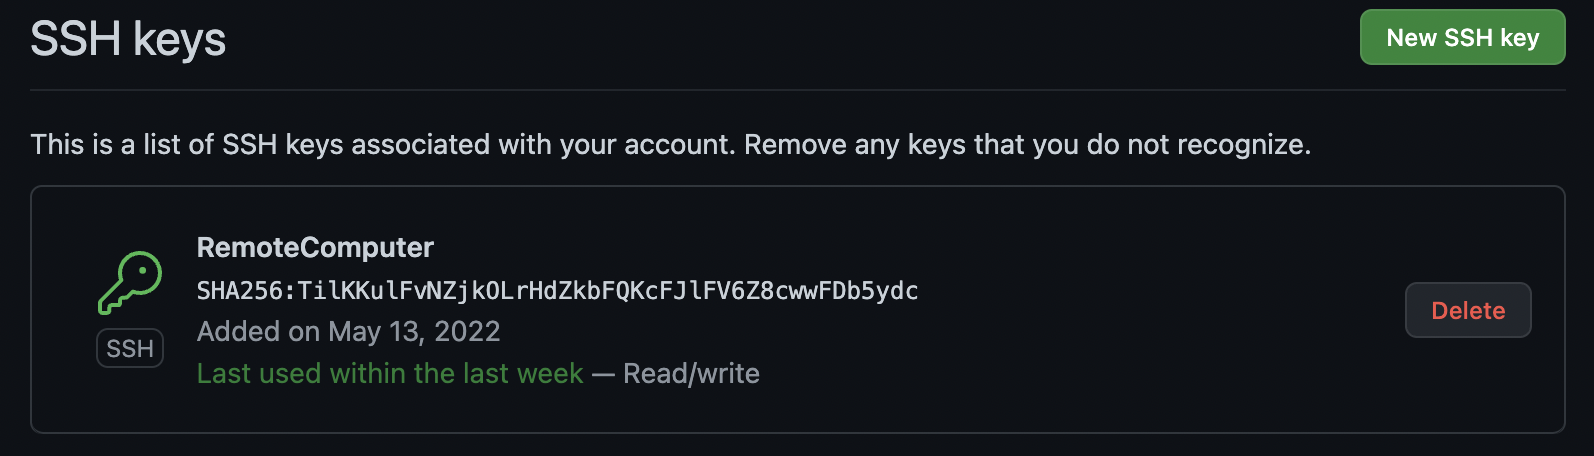 SSH keys
New SSH key
This is a list of SSH keys associated with your account. Remove any keys that you do not recognize.
RemoteComputer
SHA256:TilKKulFvNZjkOLrHdZkbFQKcFJlFV6Z8cwwFDb5ydc
Added on May 13, 2022
Last used within the last week — Read/write
SSH
Delete